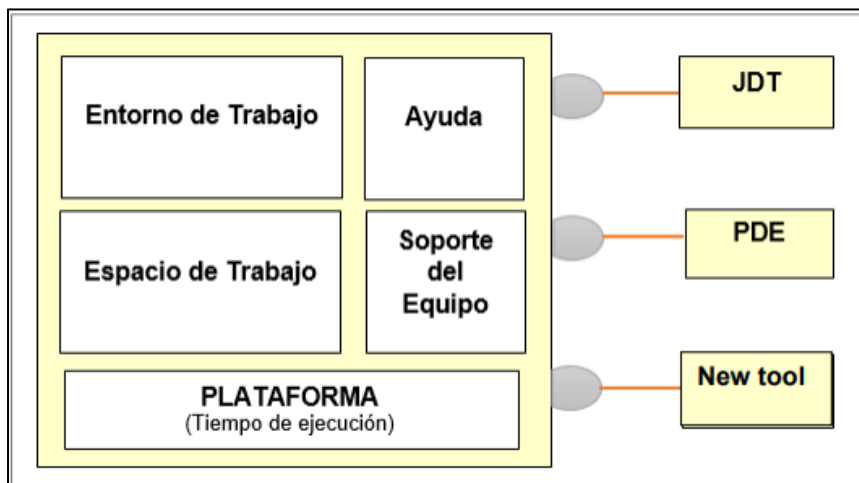 Entorno de Trabajo
Ayuda
JDT
Espacio de Trabajo
Soporte
del
Equipo
PDE
PLATAFORMA
(Tiempo de ejecución)
New tool